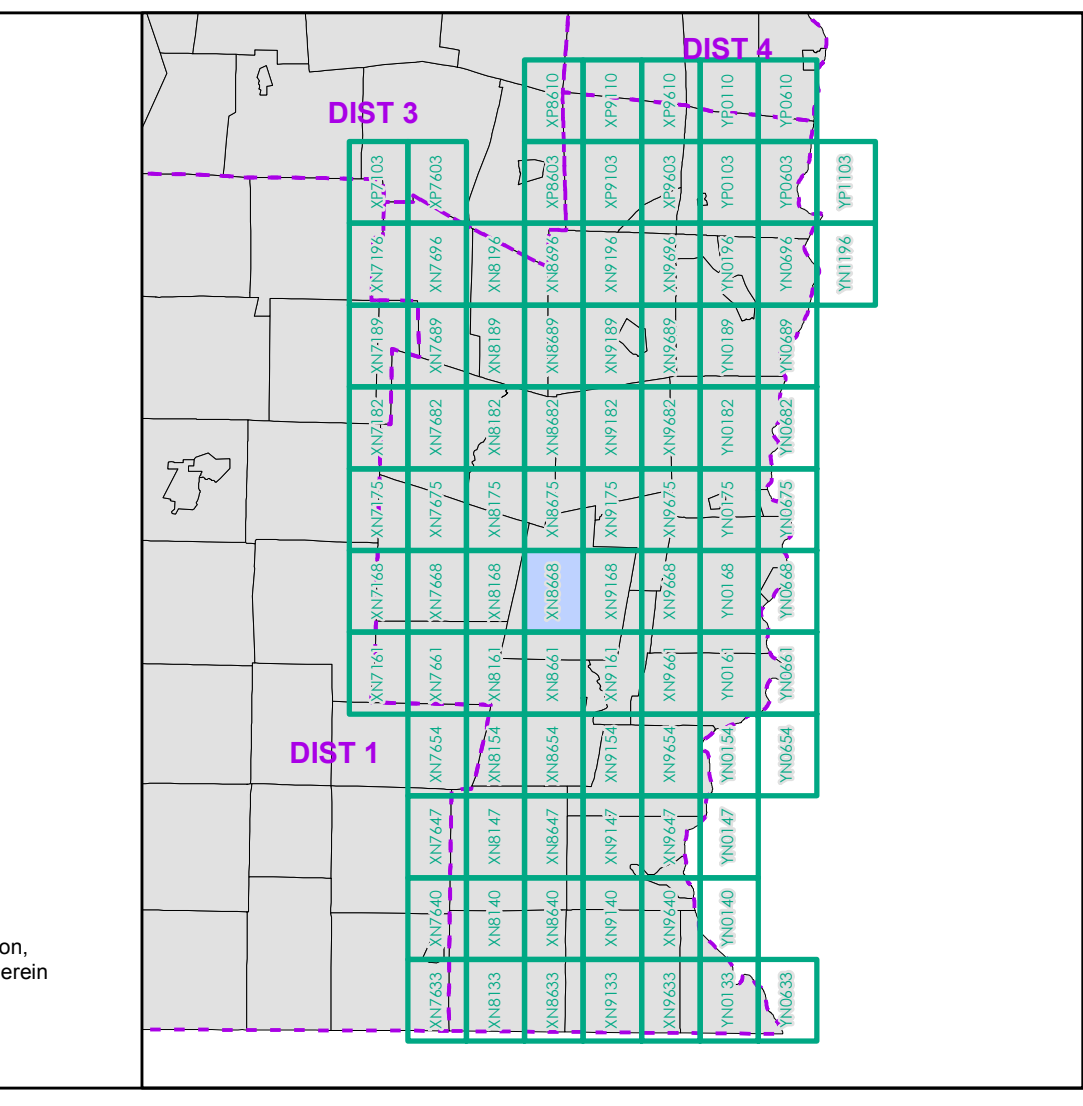 DIST 4
XP8610 XP9110 XP9610 YP0110 YP0610
DIST 3
XP7103 XP7603 XP8603 XP9103 XP9603 YP0103 YP0603 YP1103
XN7196 XN7696 XN8196 XN8696 XN9196 XN9696 YN0196 YN0696 YN1196
XN7189 XN7689 XN8189 XN8689 XN9189 XN9689 YN0189 YN0689
XN7182 XN7682 XN8182 XN8682 XN9182 XN9682 YN0182 YN0682
XN7175 XN7675 XN8175 XN8675 XN9175 XN9675 YN0175 YN0675
XN7168 XN7668 XN8168 XN8668 XN9168 XN9668 YN0168 YN0668
XN7161 XN7661 XN8161 XN8661 XN9161 XN9661 YN0161 YN0661
DIST 1
XN7654 XN8154 XN8654 XN9154 XN9654 YN0154 YN0654
XN7647 XN8147 XN8647 XN9147 XN9647 YN0147
XN7640 XN8140 XN8640 XN9140 XN9640 YN0140
on,
erein
XN7633 XN8133 XN8633 XN9133 XN9633 YN0133 YN0633